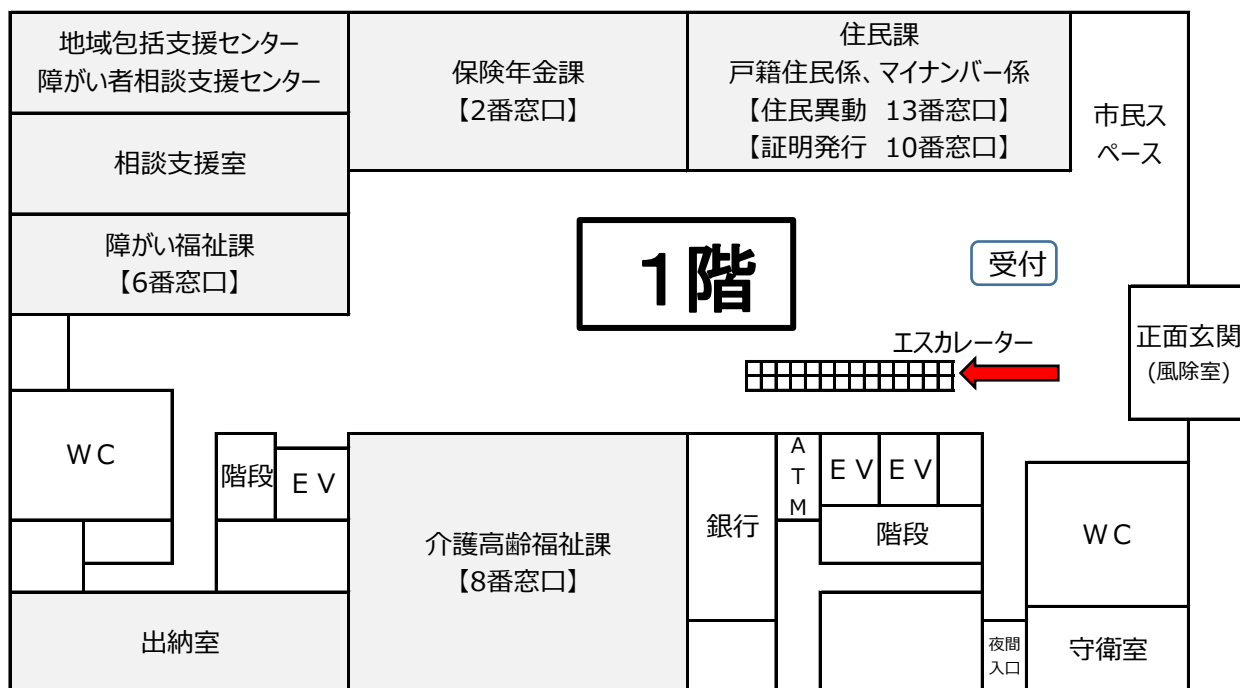 地域包括支援センター
障がい者相談支援センター
保険年金課
【2番窓口】
住民課
戸籍住民係、マイナンバー係
【住民異動 13番窓口】
【証明発行 10番窓口】
市民ス
ペース
相談支援室
障がい福祉課
【6番窓口】
1階
受付
エスカレーター
正面玄関
(風除室)
WC
階段
EV
介護高齢福祉課
【8番窓口】
銀行
A
T
M
EV
EV
階段
WC
出納室
夜間
入口
守衛室